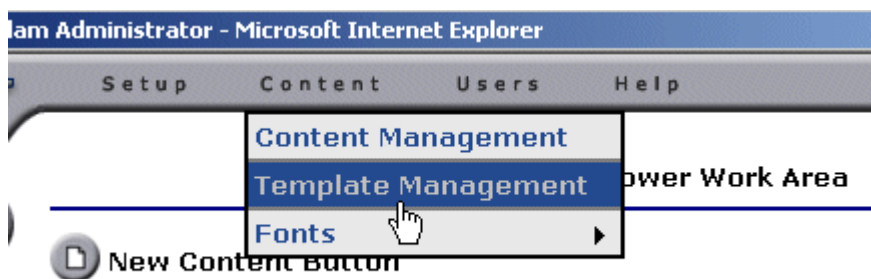 lam Administrator - Microsoft Internet Explorer
Setup Content Users Help
Content Management
Template Management
ower Work Area
Fonts
New Content Button